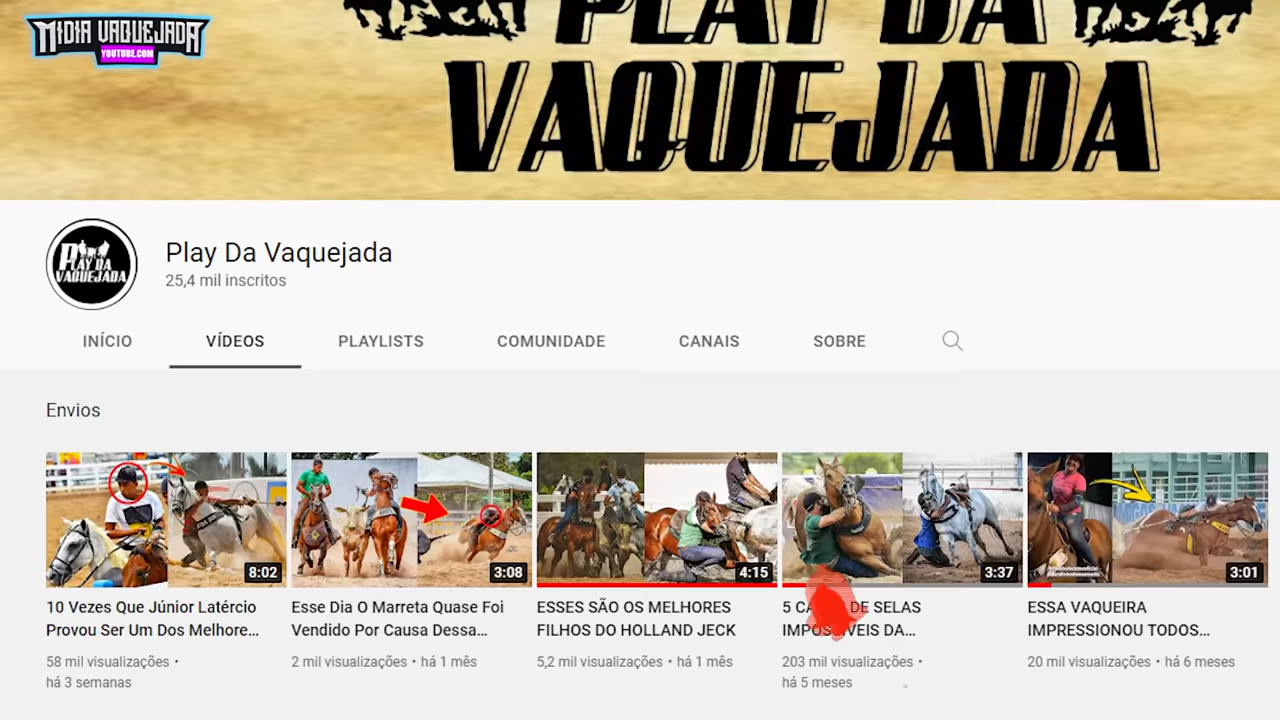 MIDIA VAQUEJADA
YOUTUBE.COM
PLAY DA
VAQUEJADA
PLAY DA
VAQUEJADA
Play Da Vaquejada
25,4 mil inscritos
INÍCIO VÍDEOS PLAYLISTS COMUNIDADE CANAIS SOBRE
Envios
8:02 3:08 4:15 3:37 3:01
10 Vezes Que Júnior Latércio
Provou Ser Um Dos Melhore...
58 mil visualizações •
há 3 semanas
Esse Dia O Marreta Quase Foi
Vendido Por Causa Dessa...
2 mil visualizações • há 1 mês
ESSES SÃO OS MELHORES
FILHOS DO HOLLAND JECK
5,2 mil visualizações • há 1 mês
5 DE SELAS
DA...
203 mil visualizações •
há 5 meses
ESSA VAQUEIRA
IMPRESSIONOU TODOS...
20 mil visualizações • há 6 meses